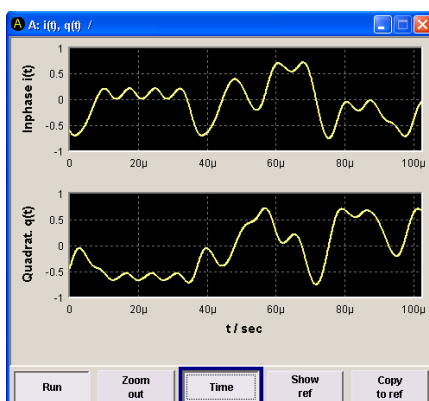 A A: i(t), q(t) /
Inphase i(t)
1
0.5
0
-0.5
-1
0 20µ 40µ 60µ 80µ 100µ
Quadrat. q(t)
1
0.5
0
-0.5
-1
0 20µ 40µ 60µ 80µ 100µ
t / sec
Run
Zoom
out
Time
Show
ref
Copy
to ref